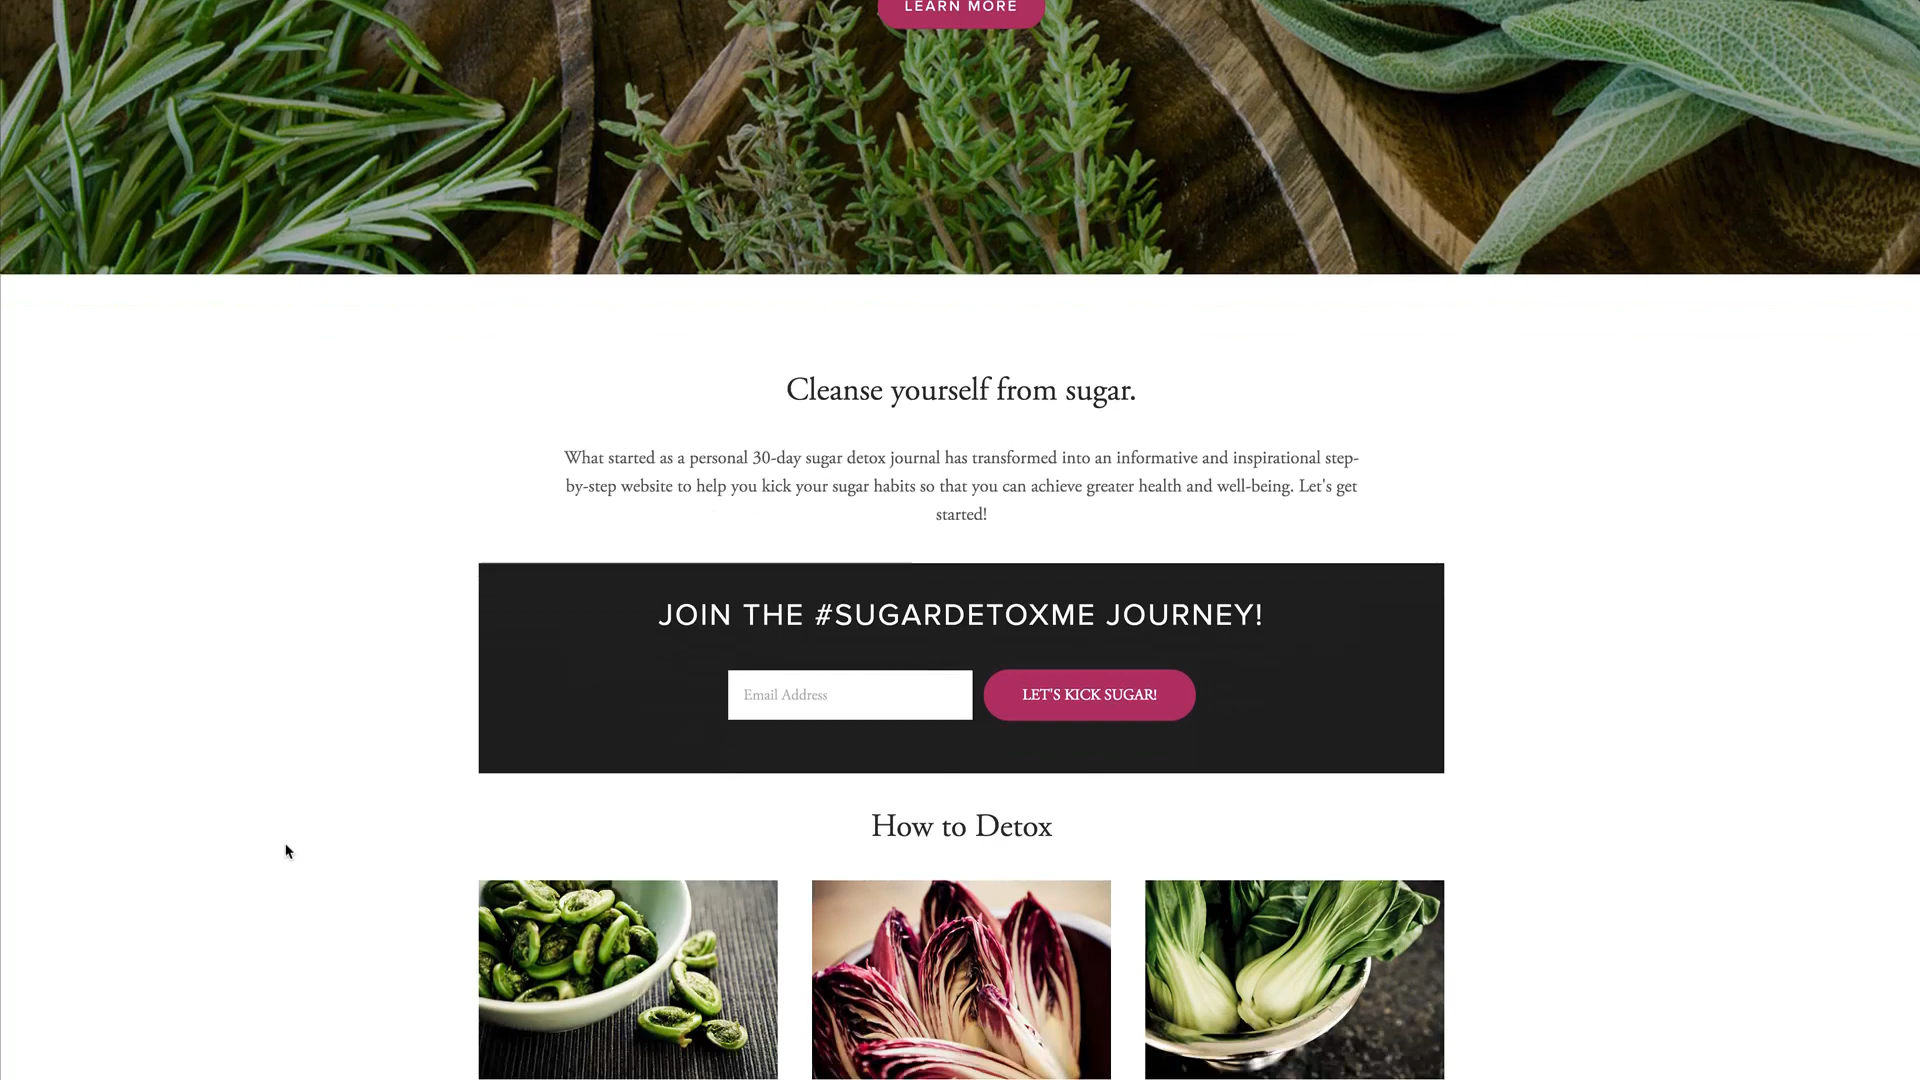 LEARN MORE
Cleanse yourself from sugar.
What started as a personal 30-day sugar detox journal has transformed into an informative and inspirational step-
by-step website to help you kick your sugar habits so that you can achieve greater health and well-being. Let's get
started!
JOIN THE #SUGARDETOXME JOURNEY!
Email Address
LET'S KICK SUGAR!
How to Detox